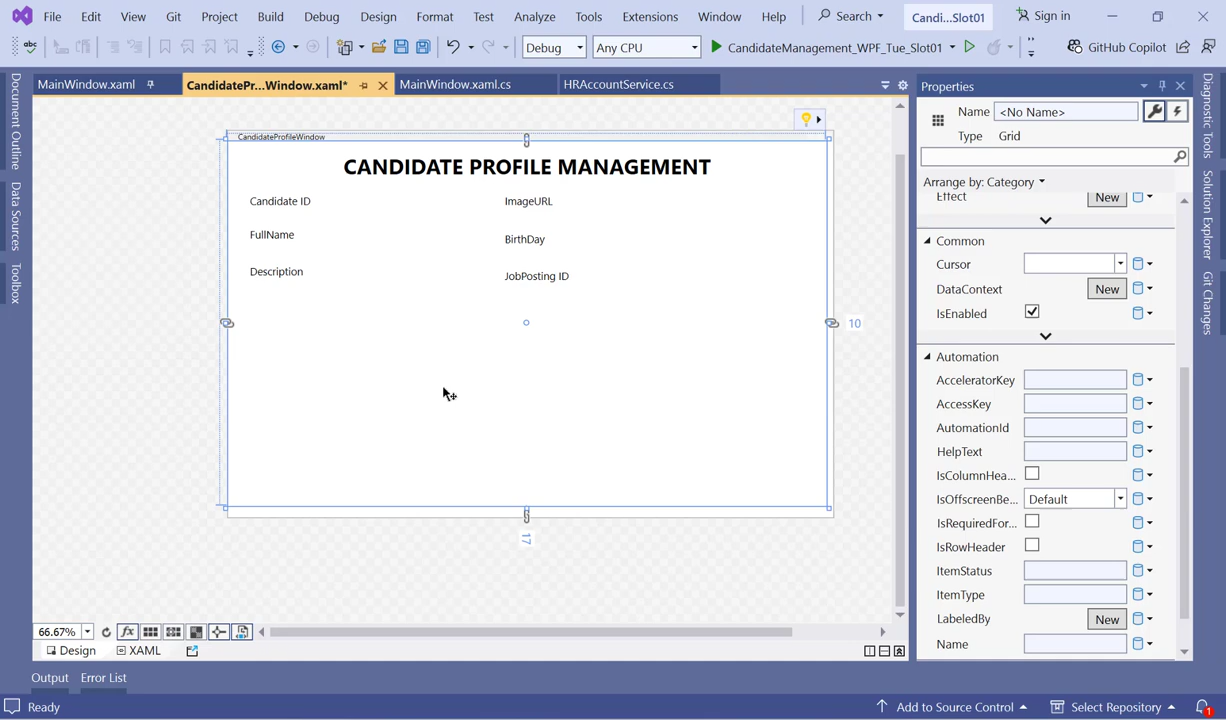 File Edit View Git Project Build Debug Design Format Test Analyze Tools Extensions Window Help Search Candi...Slot01 Sign in
abc Debug Any CPU CandidateManagement_WPF_Tue_Slot01 GitHub Copilot
MainWindow.xaml CandidatePr...Window.xaml* MainWindow.xaml.cs HRAccountService.cs
Document Outline
Data Sources
Toolbox
CandidateProfileWindow
CANDIDATE PROFILE MANAGEMENT
Candidate ID ImageURL
FullName BirthDay
Description JobPosting ID
10
17
66.67% fx
Design XAML
Properties
Name <No Name>
Type Grid
Arrange by: Category
Effect New
Common
Cursor
DataContext New
IsEnabled
Automation
AcceleratorKey
AccessKey
AutomationId
HelpText
IsColumnHea...
IsOffscreenBe... Default
IsRequiredFor...
IsRowHeader
ItemStatus
ItemType
LabeledBy New
Name
Diagnostic Tools
Solution Explorer
Git Changes
Output Error List
Ready Add to Source Control Select Repository 1